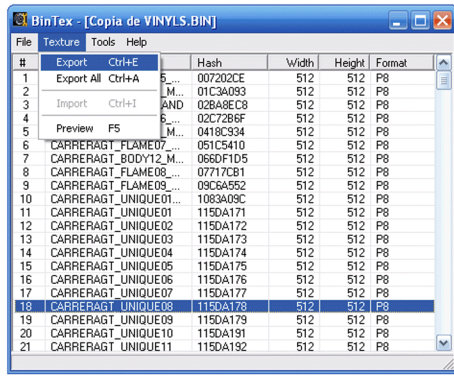 BinTex - [Copia de VINYLS.BIN]
File Texture Tools Help
# Hash Width Height Format
Export Ctrl+E
Export All Ctrl+A
Import Ctrl+I
Preview F5
1 5_... 007202CE 512 512 P8
2 _M... 01C3A093 512 512 P8
3 AND 02BA8EC8 512 512 P8
4 6_... 02C72B6F 512 512 P8
5 _M... 0418C934 512 512 P8
6 CARRERAGT_FLAME07_... 051C5410 512 512 P8
7 CARRERAGT_BODY12_M... 066DF1D5 512 512 P8
8 CARRERAGT_FLAME08_... 07717CB1 512 512 P8
9 CARRERAGT_FLAME09_... 09C6A552 512 512 P8
10 CARRERAGT_UNIQUE01... 1083A09C 512 512 P8
11 CARRERAGT_UNIQUE01 115DA171 512 512 P8
12 CARRERAGT_UNIQUE02 115DA172 512 512 P8
13 CARRERAGT_UNIQUE03 115DA173 512 512 P8
14 CARRERAGT_UNIQUE04 115DA174 512 512 P8
15 CARRERAGT_UNIQUE05 115DA175 512 512 P8
16 CARRERAGT_UNIQUE06 115DA176 512 512 P8
17 CARRERAGT_UNIQUE07 115DA177 512 512 P8
18 CARRERAGT_UNIQUE08 115DA178 512 512 P8
19 CARRERAGT_UNIQUE09 115DA179 512 512 P8
20 CARRERAGT_UNIQUE10 115DA191 512 512 P8
21 CARRERAGT_UNIQUE11 115DA192 512 512 P8